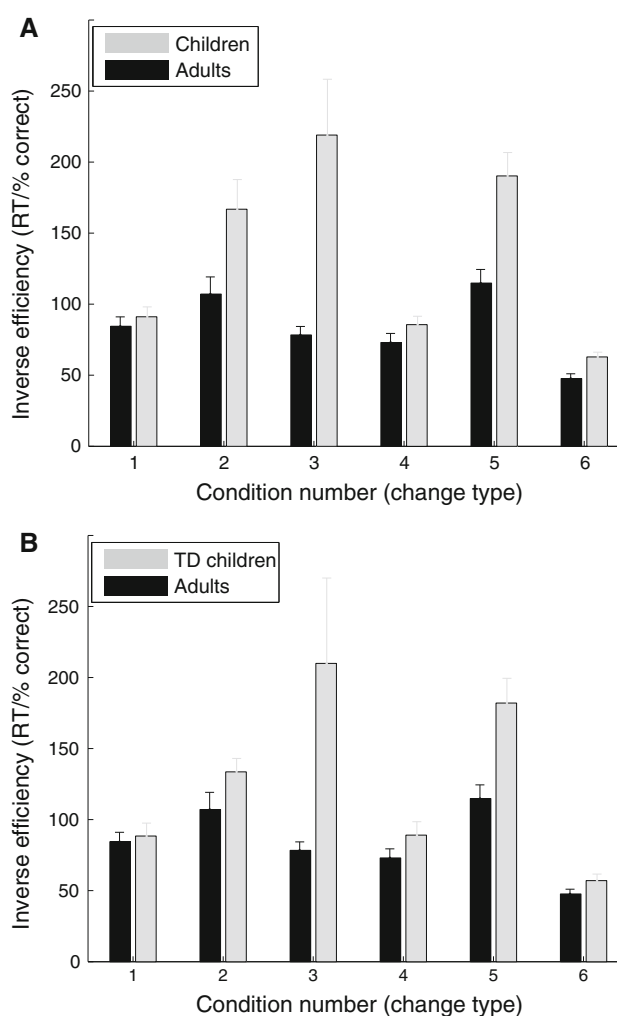 A
Children
Adults
Inverse efficiency (RT/% correct)
250
200
150
100
50
0
1 2 3 4 5 6
Condition number (change type)
B
TD children
Adults
Inverse efficiency (RT/% correct)
250
200
150
100
50
0
1 2 3 4 5 6
Condition number (change type)